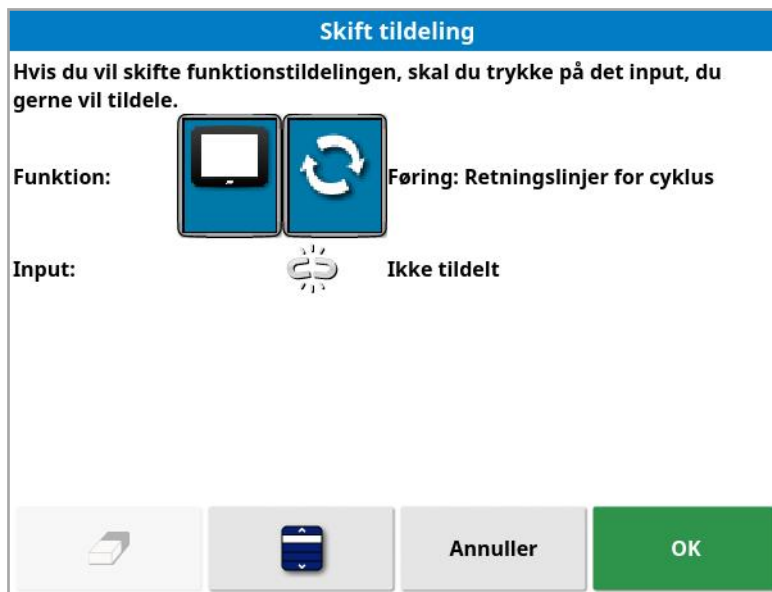 Skift tildeling
Hvis du vil skifte funktionstildelingen, skal du trykke på det input, du
gerne vil tildele.
Funktion: Føring: Retningslinjer for cyklus
Input: Ikke tildelt
Annuller OK